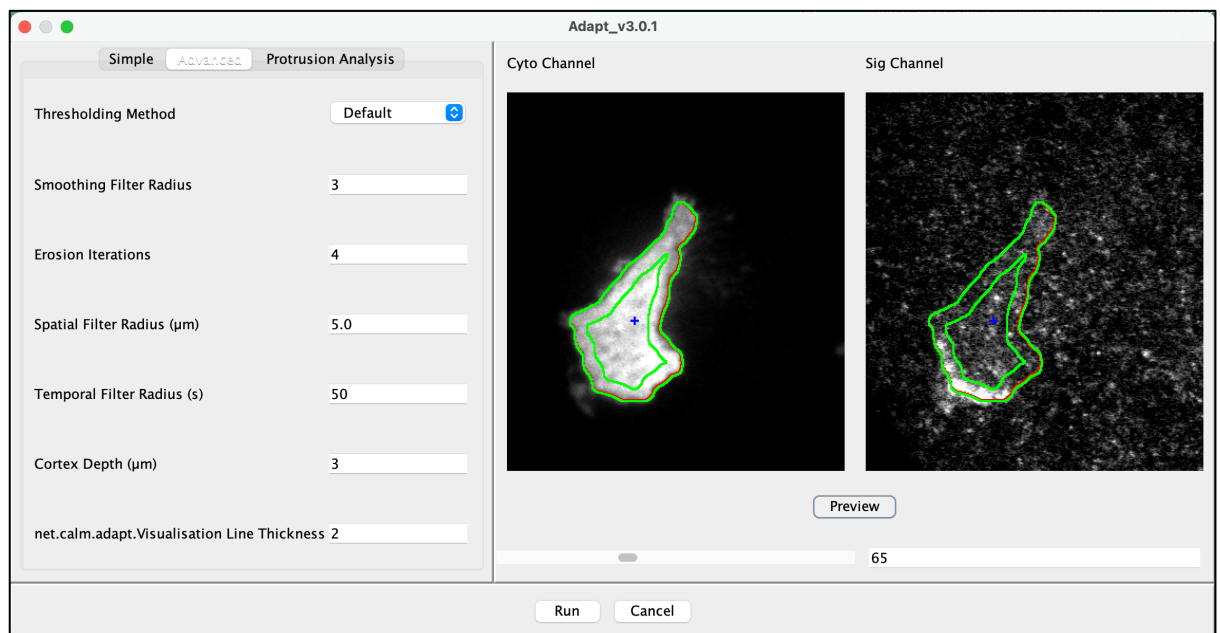 Adapt_v3.0.1
Simple Advanced Protrusion Analysis
Thresholding Method Default
Smoothing Filter Radius 3
Erosion Iterations 4
Spatial Filter Radius (µm) 5.0
Temporal Filter Radius (s) 50
Cortex Depth (µm) 3
net.calm.adapt.Visualisation Line Thickness 2
Cyto Channel Sig Channel
Preview
65
Run Cancel